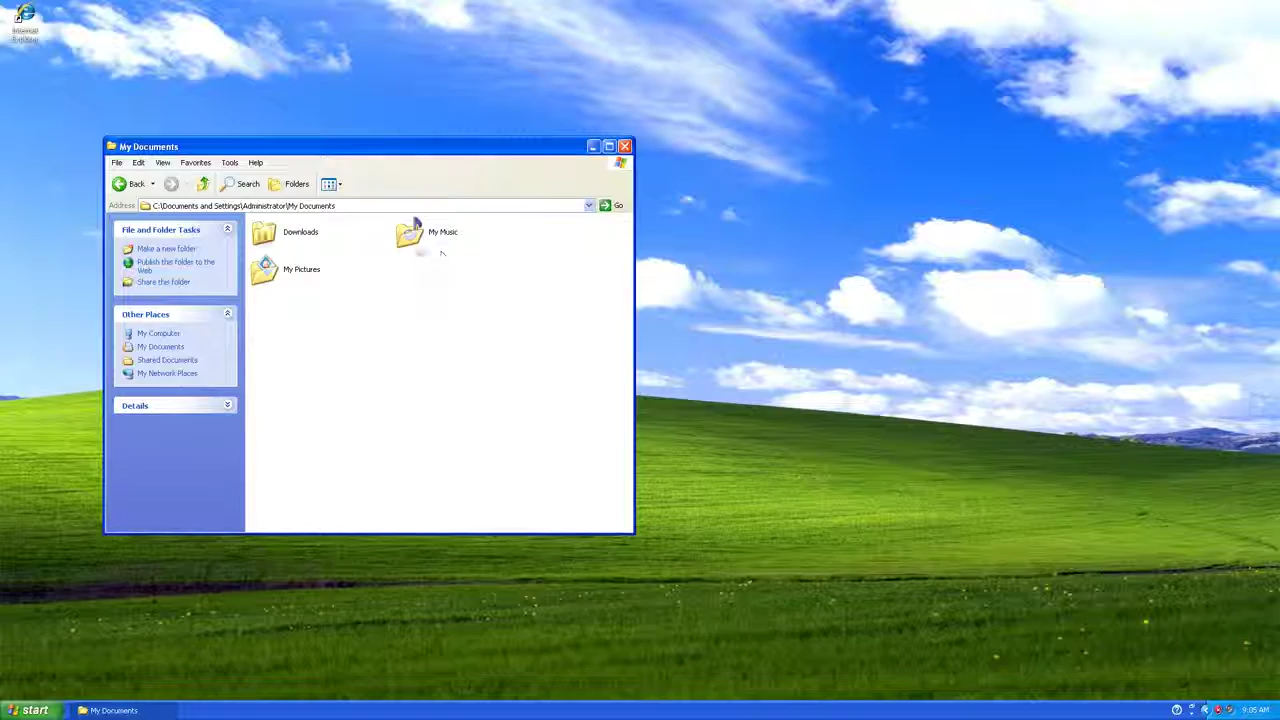 Internet
Explorer
My Documents
File Edit View Favorites Tools Help
Back Search Folders
Address C:\Documents and Settings\Administrator\My Documents Go
File and Folder Tasks
Make a new folder
Publish this folder to the
Web
Share this folder
Other Places
My Computer
My Documents
Shared Documents
My Network Places
Details
Downloads My Music
My Pictures
start My Documents 9:05 AM